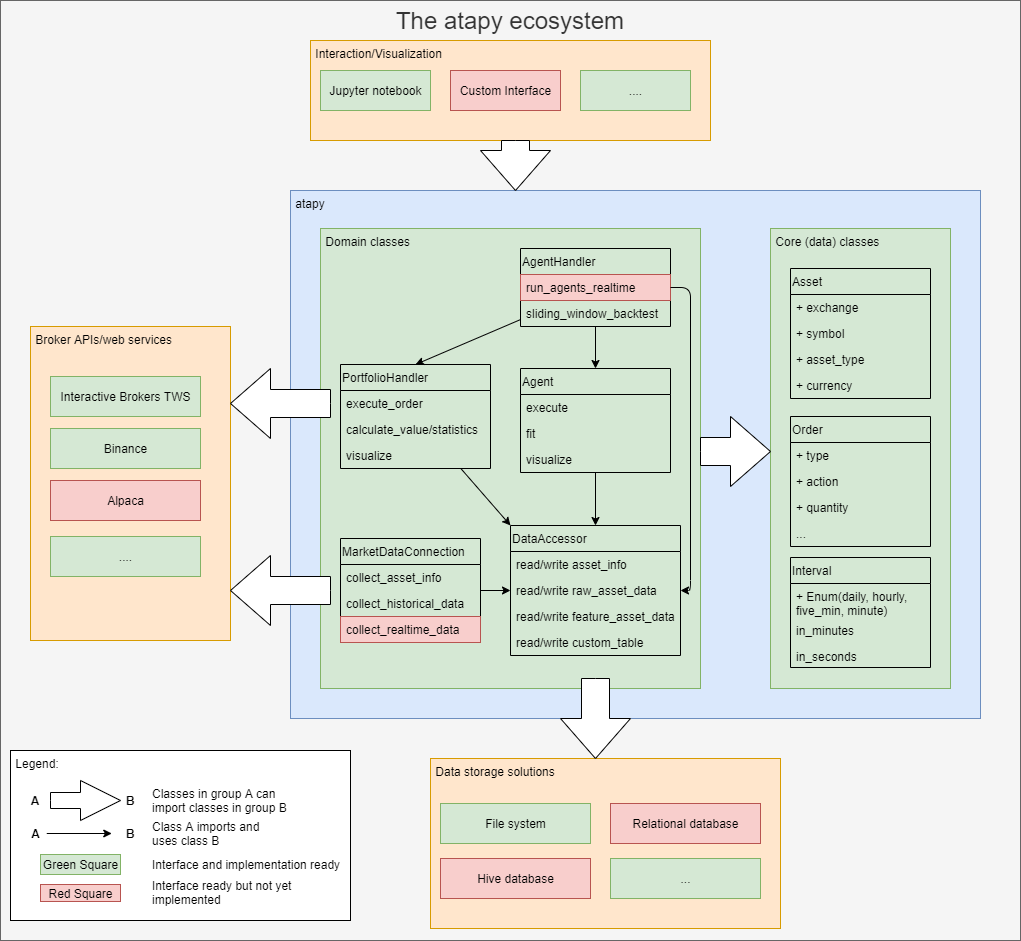 The atapy ecosystem
Interaction/Visualization
Jupyter notebook
Custom Interface
....
atapy
Domain classes
AgentHandler
run_agents_realtime
sliding_window_backtest
PortfolioHandler
execute_order
calculate_value/statistics
visualize
Agent
execute
fit
visualize
MarketDataConnection
collect_asset_info
collect_historical_data
collect_realtime_data
DataAccessor
read/write asset_info
read/write raw_asset_data
read/write feature_asset_data
read/write custom_table
Core (data) classes
Asset
+ exchange
+ symbol
+ asset_type
+ currency
Order
+ type
+ action
+ quantity
...
Interval
+ Enum(daily, hourly,
five_min, minute)
in_minutes
in_seconds
Broker APIs/web services
Interactive Brokers TWS
Binance
Alpaca
....
Data storage solutions
File system
Relational database
Hive database
...
Legend:
A
B
Classes in group A can
import classes in group B
A
B
Class A imports and
uses class B
Green Square
Interface and implementation ready
Red Square
Interface ready but not yet
implemented